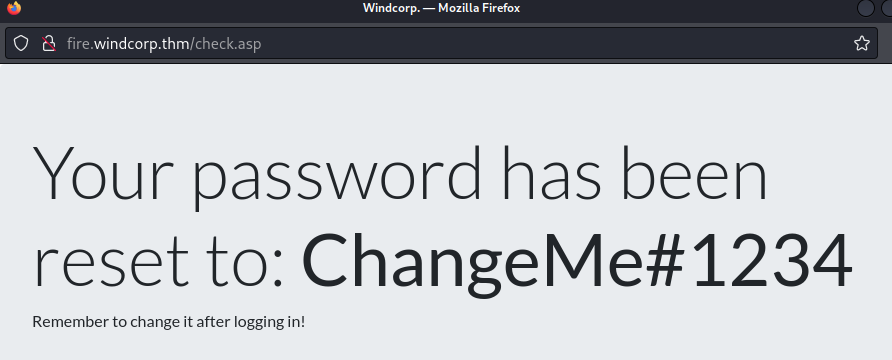 Windcorp. — Mozilla Firefox
fire.windcorp.thm/check.asp
Your password has been
reset to: ChangeMe#1234
Remember to change it after logging in!